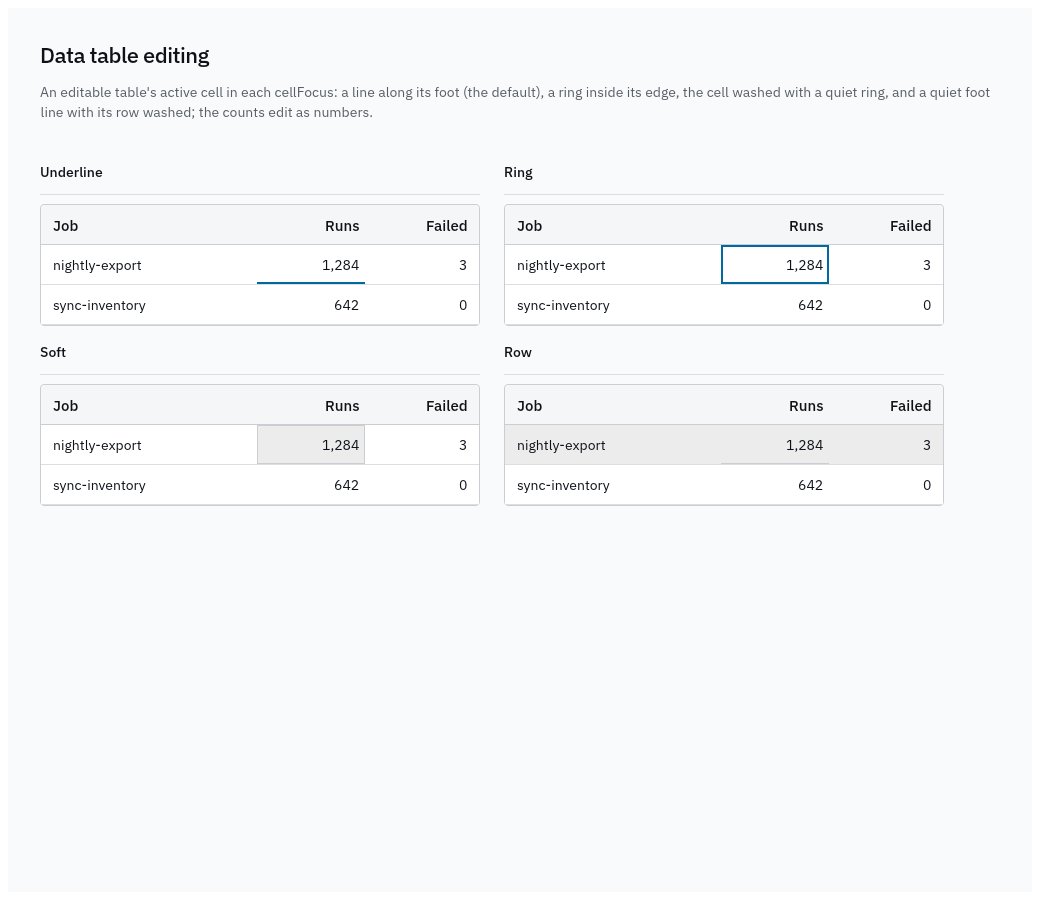 Data table editing
An editable table's active cell in each cellFocus: a line along its foot (the default), a ring inside its edge, the cell washed with a quiet ring, and a quiet foot
line with its row washed; the counts edit as numbers.
Underline
Job Runs Failed
nightly-export 1,284 3
sync-inventory 642 0
Ring
Job Runs Failed
nightly-export 1,284 3
sync-inventory 642 0
Soft
Job Runs Failed
nightly-export 1,284 3
sync-inventory 642 0
Row
Job Runs Failed
nightly-export 1,284 3
sync-inventory 642 0